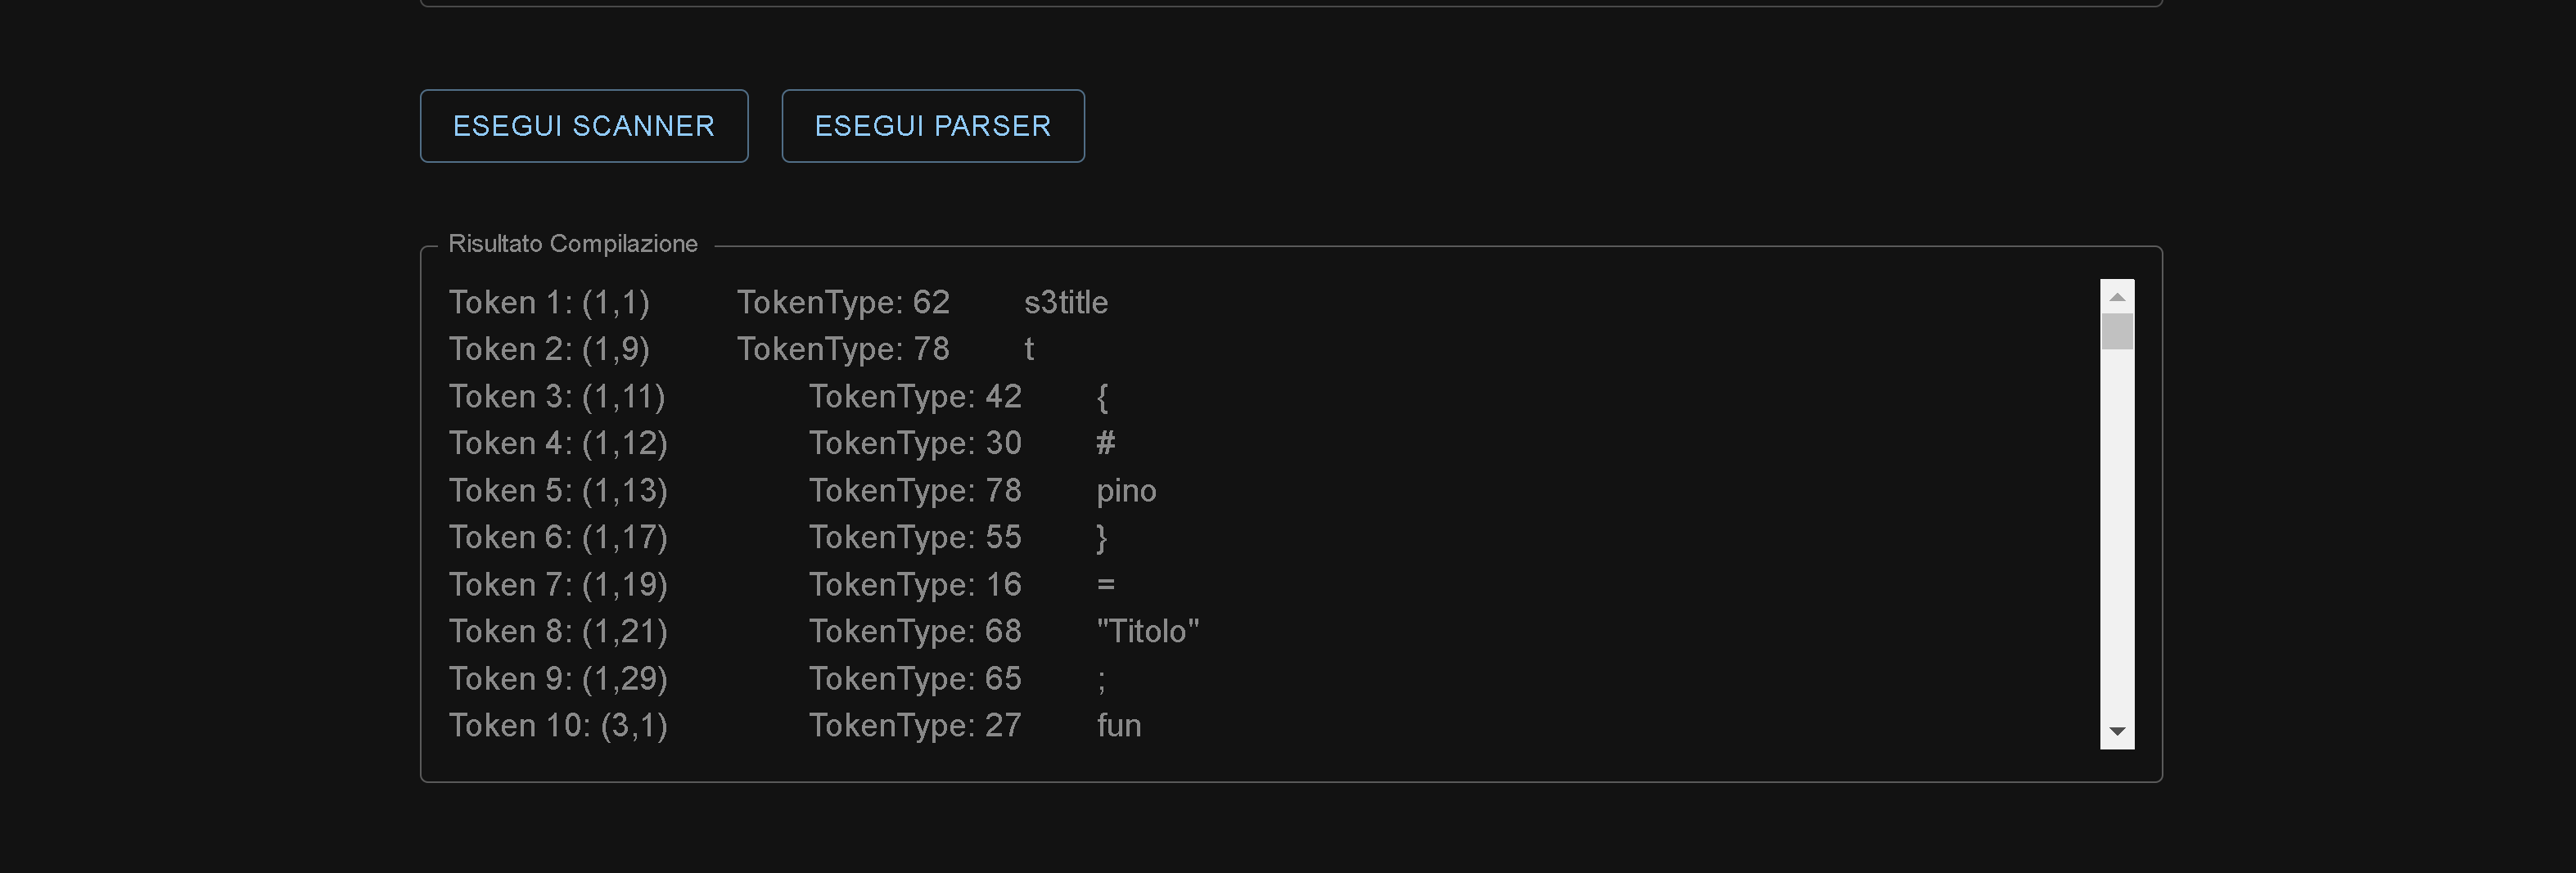 ESEGUI SCANNER ESEGUI PARSER
Risultato Compilazione
Token 1: (1,1) TokenType: 62 s3title
Token 2: (1,9) TokenType: 78 t
Token 3: (1,11) TokenType: 42 {
Token 4: (1,12) TokenType: 30 #
Token 5: (1,13) TokenType: 78 pino
Token 6: (1,17) TokenType: 55 }
Token 7: (1,19) TokenType: 16 =
Token 8: (1,21) TokenType: 68 "Titolo"
Token 9: (1,29) TokenType: 65 ;
Token 10: (3,1) TokenType: 27 fun